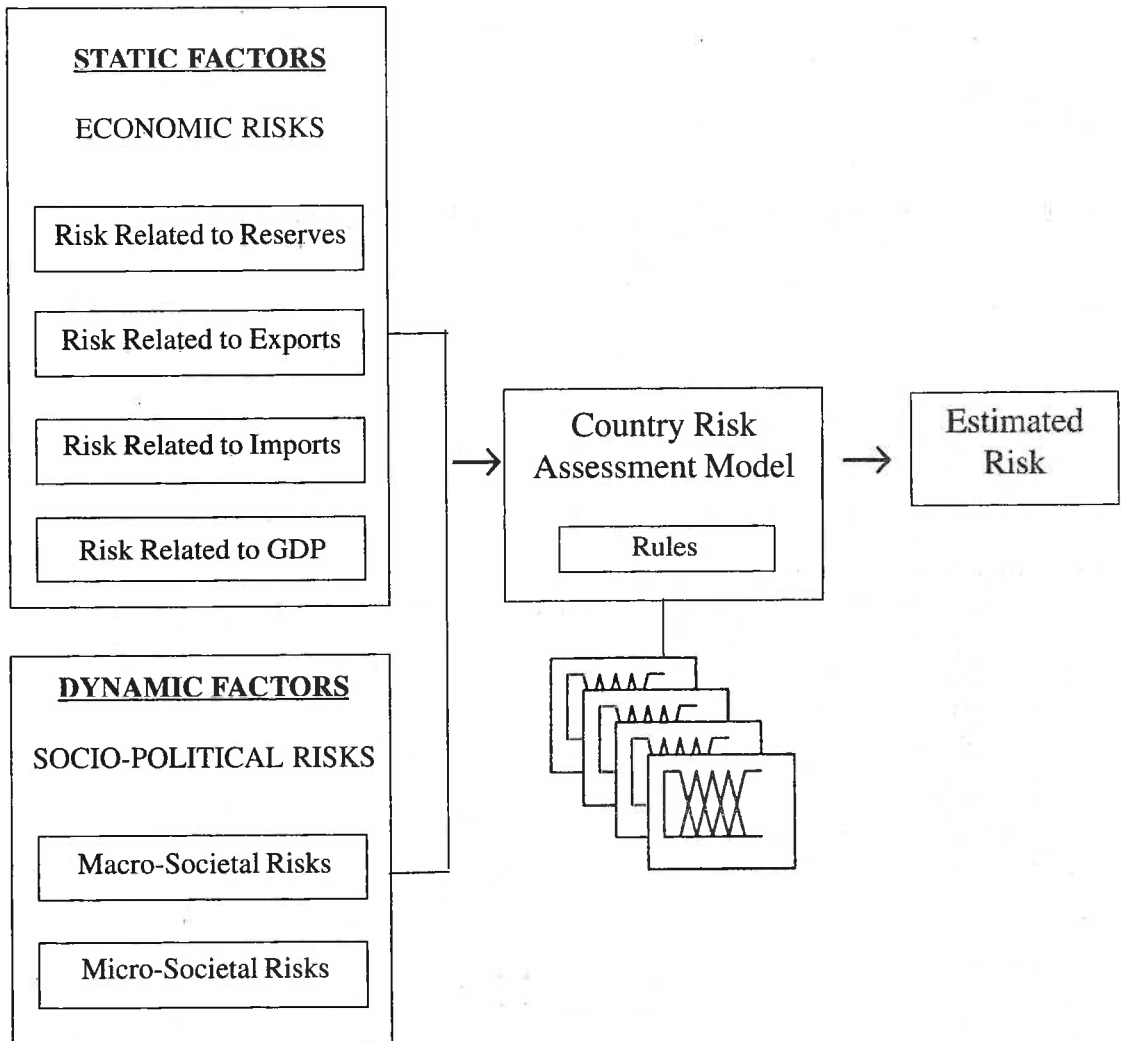 STATIC FACTORS
ECONOMIC RISKS
Risk Related to Reserves
Risk Related to Exports
Risk Related to Imports
Risk Related to GDP
DYNAMIC FACTORS
SOCIO-POLITICAL RISKS
Macro-Societal Risks
Micro-Societal Risks
Country Risk
Assessment Model
Rules
Estimated
Risk